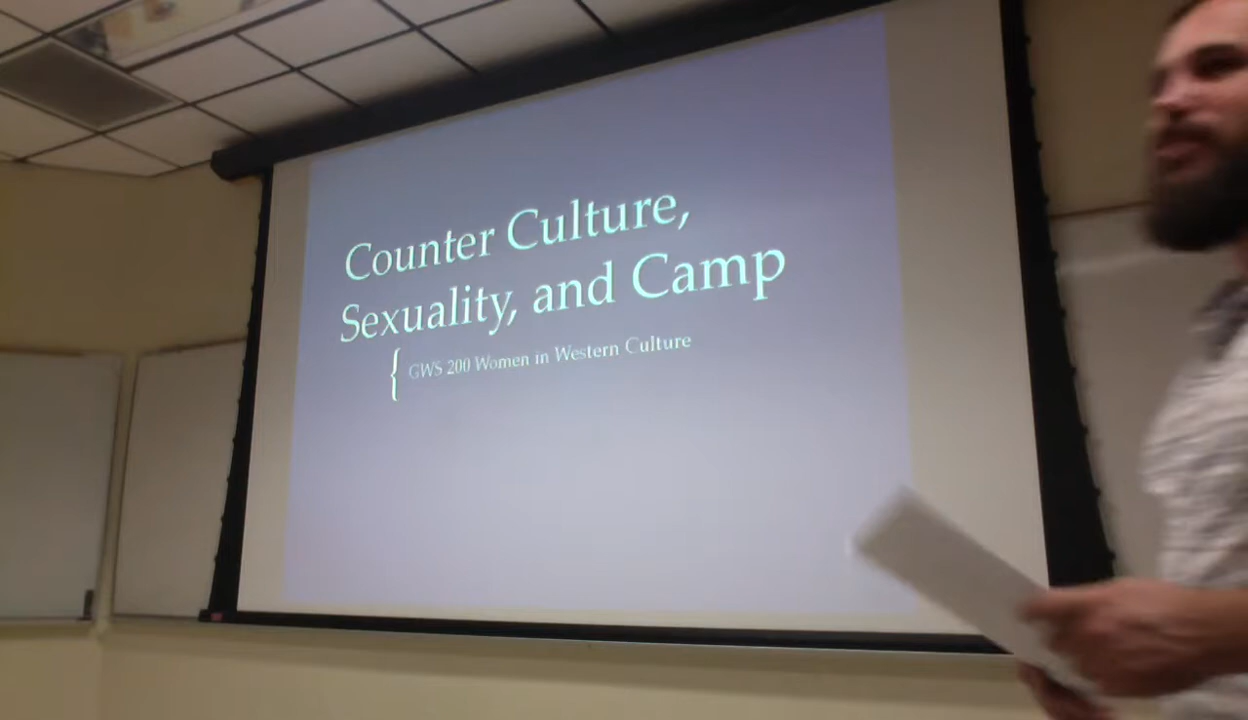 Counter Culture,
Sexuality, and Camp
{ GWS 200 Women in Western Culture